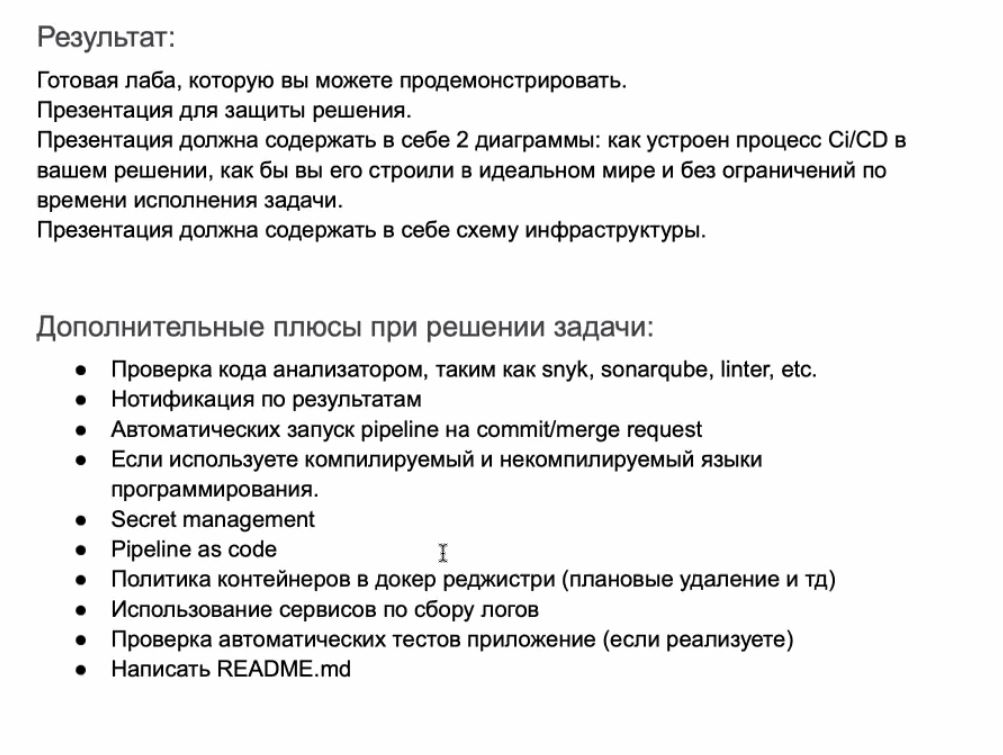 Результат:
Готовая лаба, которую вы можете продемонстрировать.
Презентация для защиты решения.
Презентация должна содержать в себе 2 диаграммы: как устроен процесс Ci/CD в
вашем решении, как бы вы его строили в идеальном мире и без ограничений по
времени исполнения задачи.
Презентация должна содержать в себе схему инфраструктуры.
Дополнительные плюсы при решении задачи:
● Проверка кода анализатором, таким как snyk, sonarqube, linter, etc.
● Нотификация по результатам
● Автоматических запуск pipeline на commit/merge request
● Если используете компилируемый и некомпилируемый языки
программирования.
● Secret management
● Pipeline as code
● Политика контейнеров в докер реджистри (плановые удаление и тд)
● Использование сервисов по сбору логов
● Проверка автоматических тестов приложение (если реализуете)
● Написать README.md